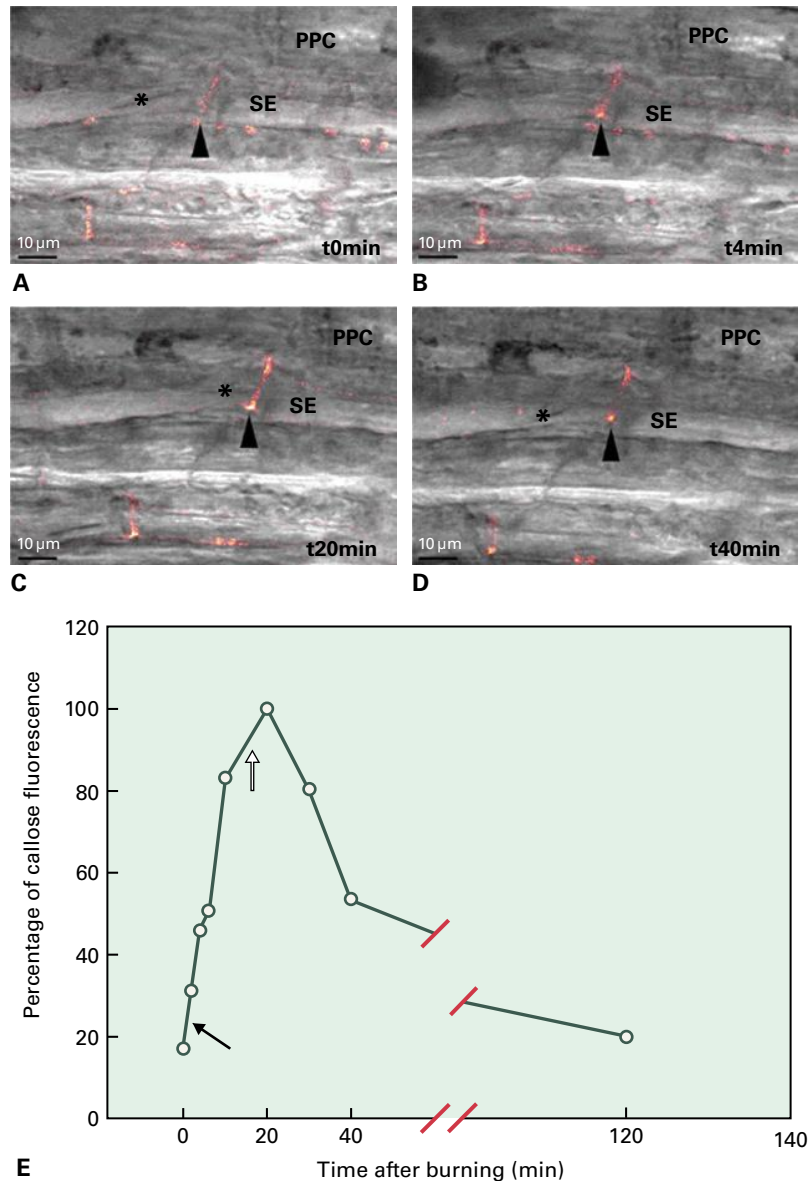 PPC
*
SE
10 µm
t0min
A
PPC
SE
10 µm
t4min
B
PPC
*
SE
10 µm
t20min
C
PPC
*
SE
10 µm
t40min
D
120
100
80
60
40
20
0
Percentage of callose fluorescence
0 20 40 120 140
Time after burning (min)
E